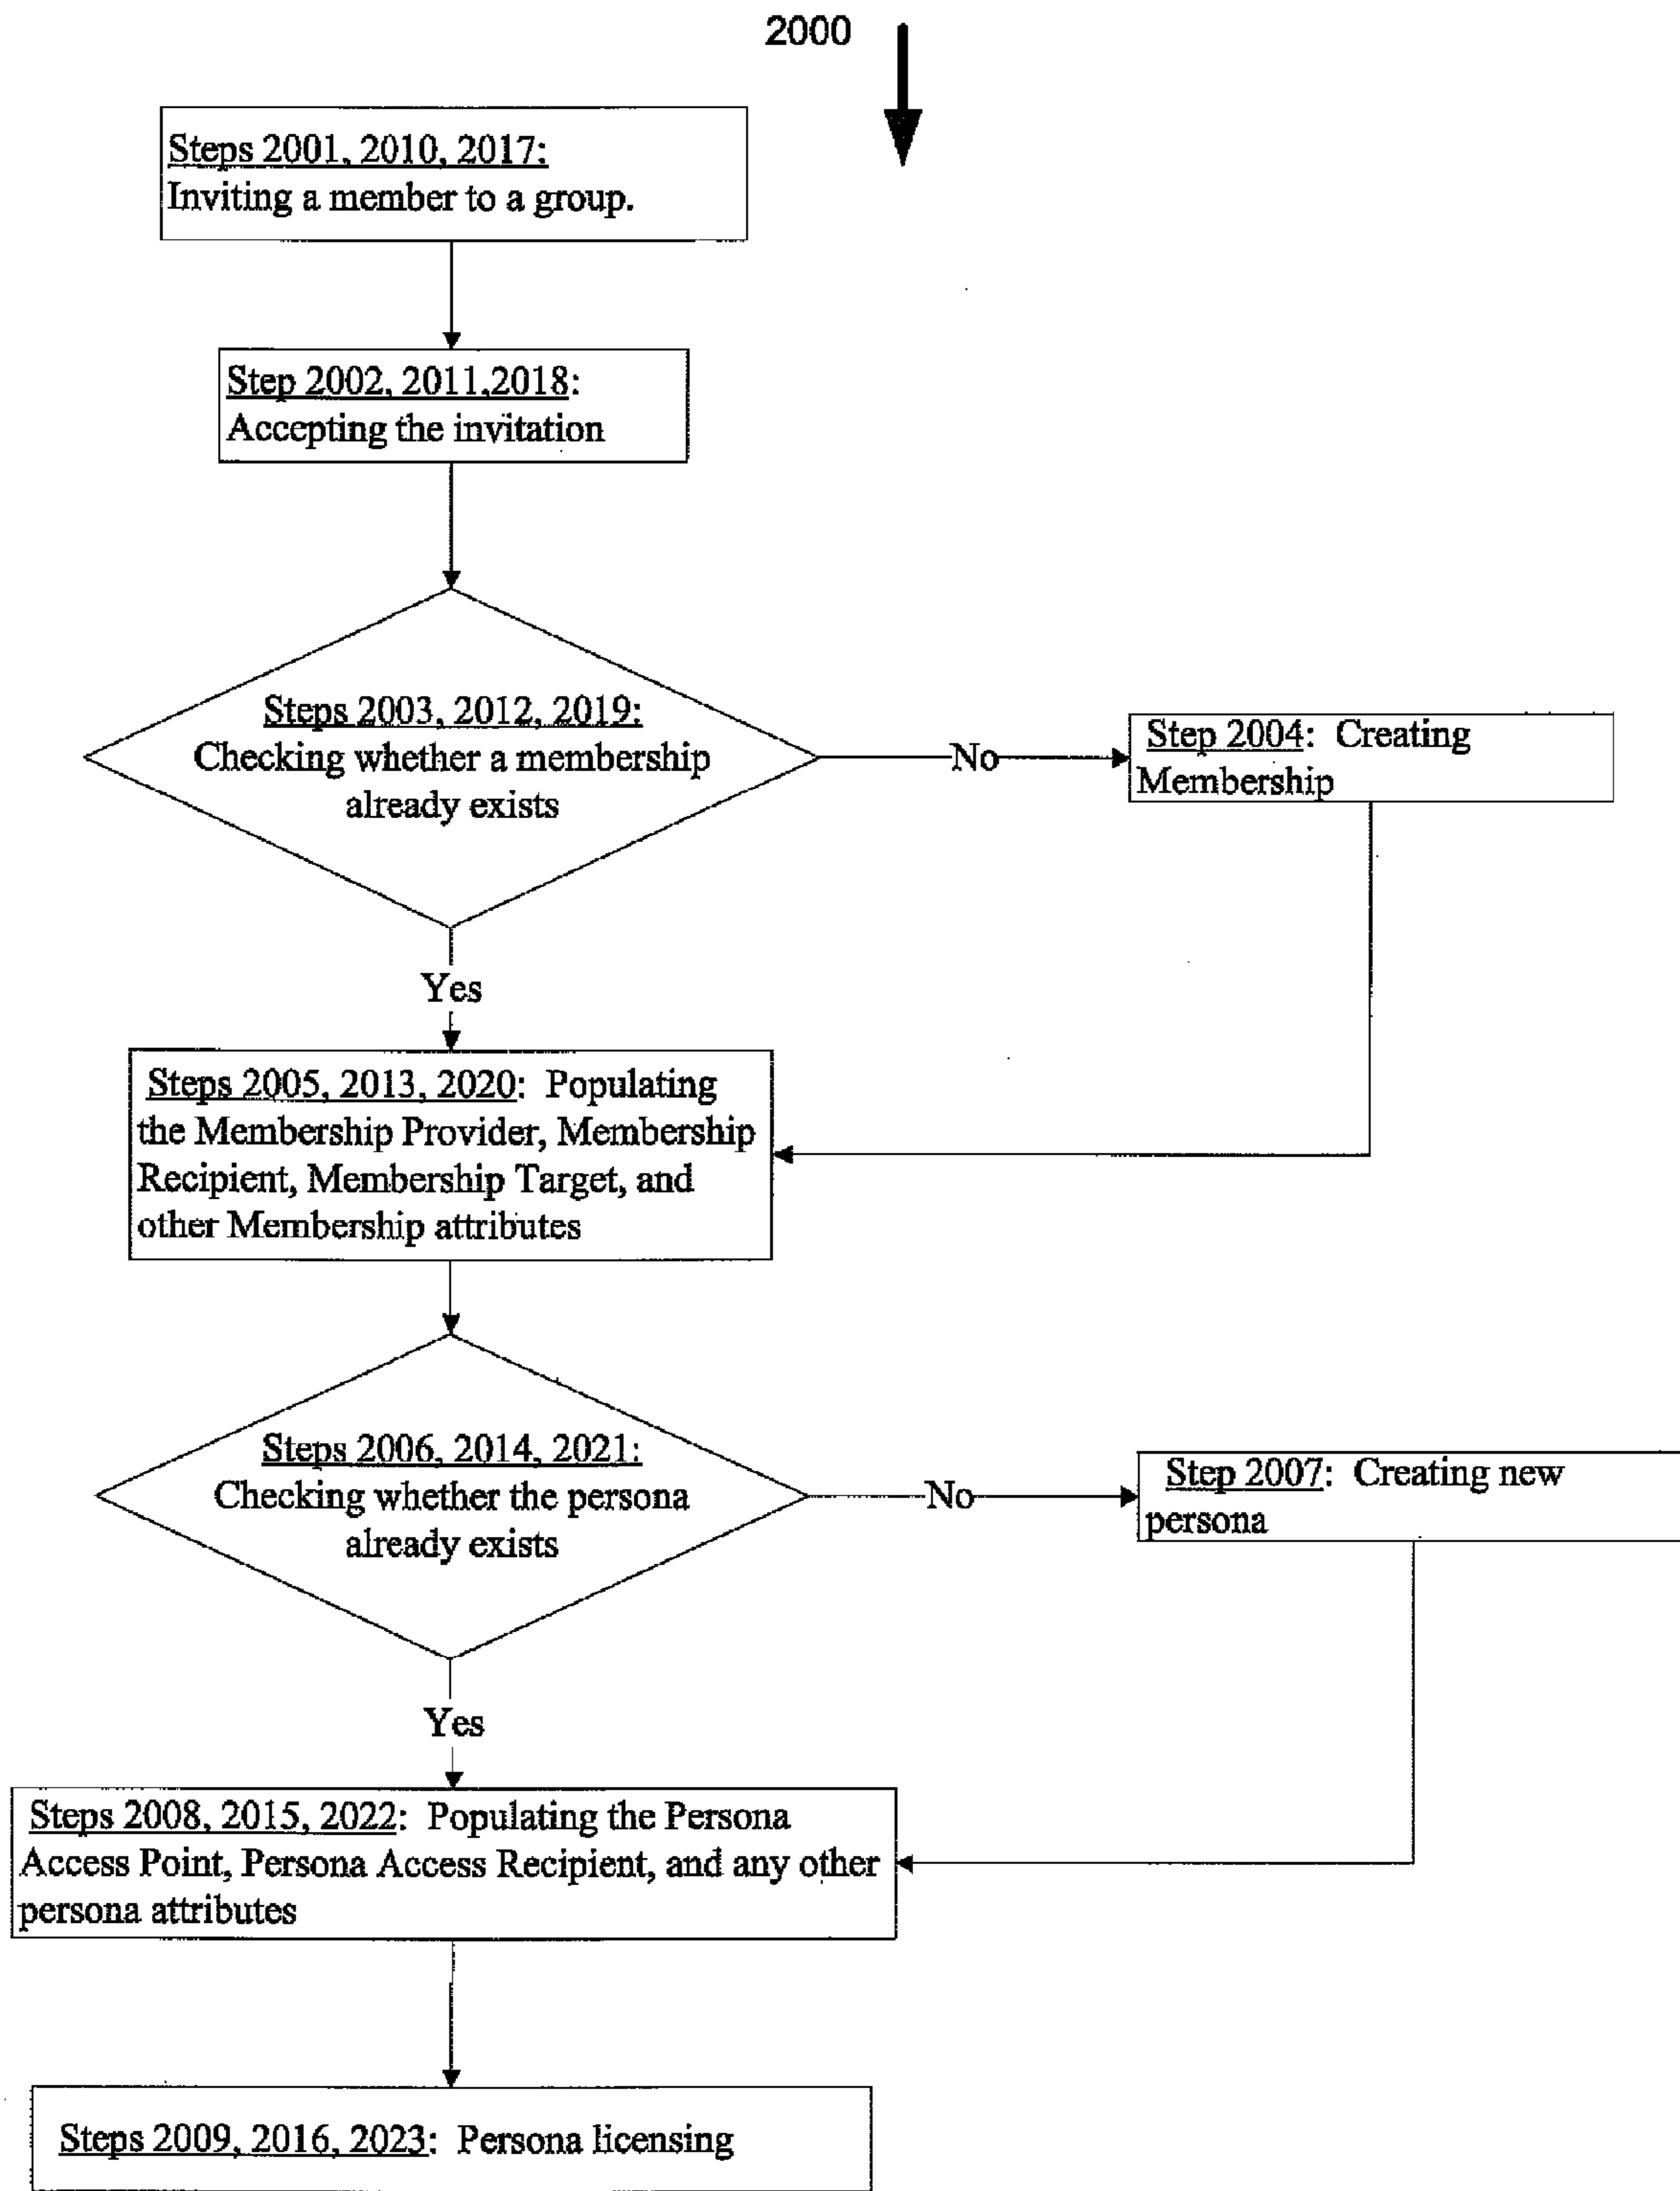 2000
Steps 2001, 2010, 2017:
Inviting a member to a group.
Step 2002, 2011,2018:
Accepting the invitation
Steps 2003, 2012, 2019:
Checking whether a membership
already exists
No
Step 2004: Creating
Membership
Yes
Steps 2005, 2013, 2020: Populating
the Membership Provider, Membership
Recipient, Membership Target, and
other Membership attributes
Steps 2006, 2014, 2021:
Checking whether the persona
already exists
No
Step 2007: Creating new
persona
Yes
Steps 2008, 2015, 2022: Populating the Persona
Access Point, Persona Access Recipient, and any other
persona attributes
Steps 2009, 2016, 2023: Persona licensing